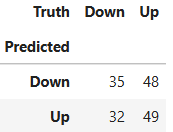 Truth Down Up
Predicted
Down 35 48
Up 32 49